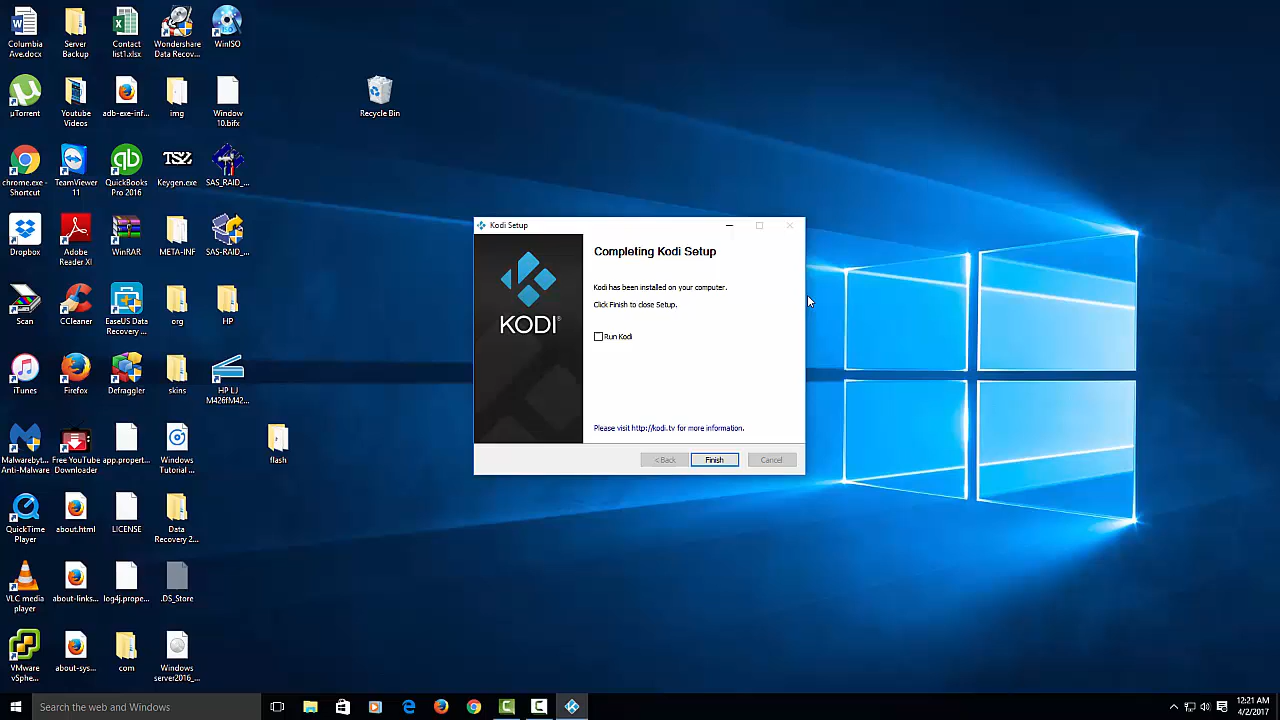 Columbia
Ave.docx
Server
Backup
Contact
list1.xlsx
Wondershare
Data Recov...
WinISO
µTorrent
Youtube
Videos
adb-exe-inf...
img
Window
10.bifx
Recycle Bin
chrome.exe -
Shortcut
TeamViewer
11
QuickBooks
Pro 2016
TSZ
Keygen.exe
SAS_RAID_...
Dropbox
Adobe
Reader XI
WinRAR
META-INF
SAS-RAID_...
Scan
CCleaner
EaseUS Data
Recovery ...
org
HP
iTunes
Firefox
Defraggler
skins
HP LJ
M426fM42...
Malwarebyt...
Anti-Malware
Free YouTube
Downloader
app.propert...
Windows
Tutorial ...
flash
QuickTime
Player
about.html
LICENSE
Data
Recovery 2...
VLC media
player
about-links...
log4j.prope...
.DS_Store
VMware
vSphe...
about-sys...
com
Windows
server2016_...
Kodi Setup
KODI®
Completing Kodi Setup
Kodi has been installed on your computer.
Click Finish to close Setup.
Run Kodi
Please visit http://kodi.tv for more information.
< Back
Finish
Cancel
Search the web and Windows
12:21 AM
4/2/2017